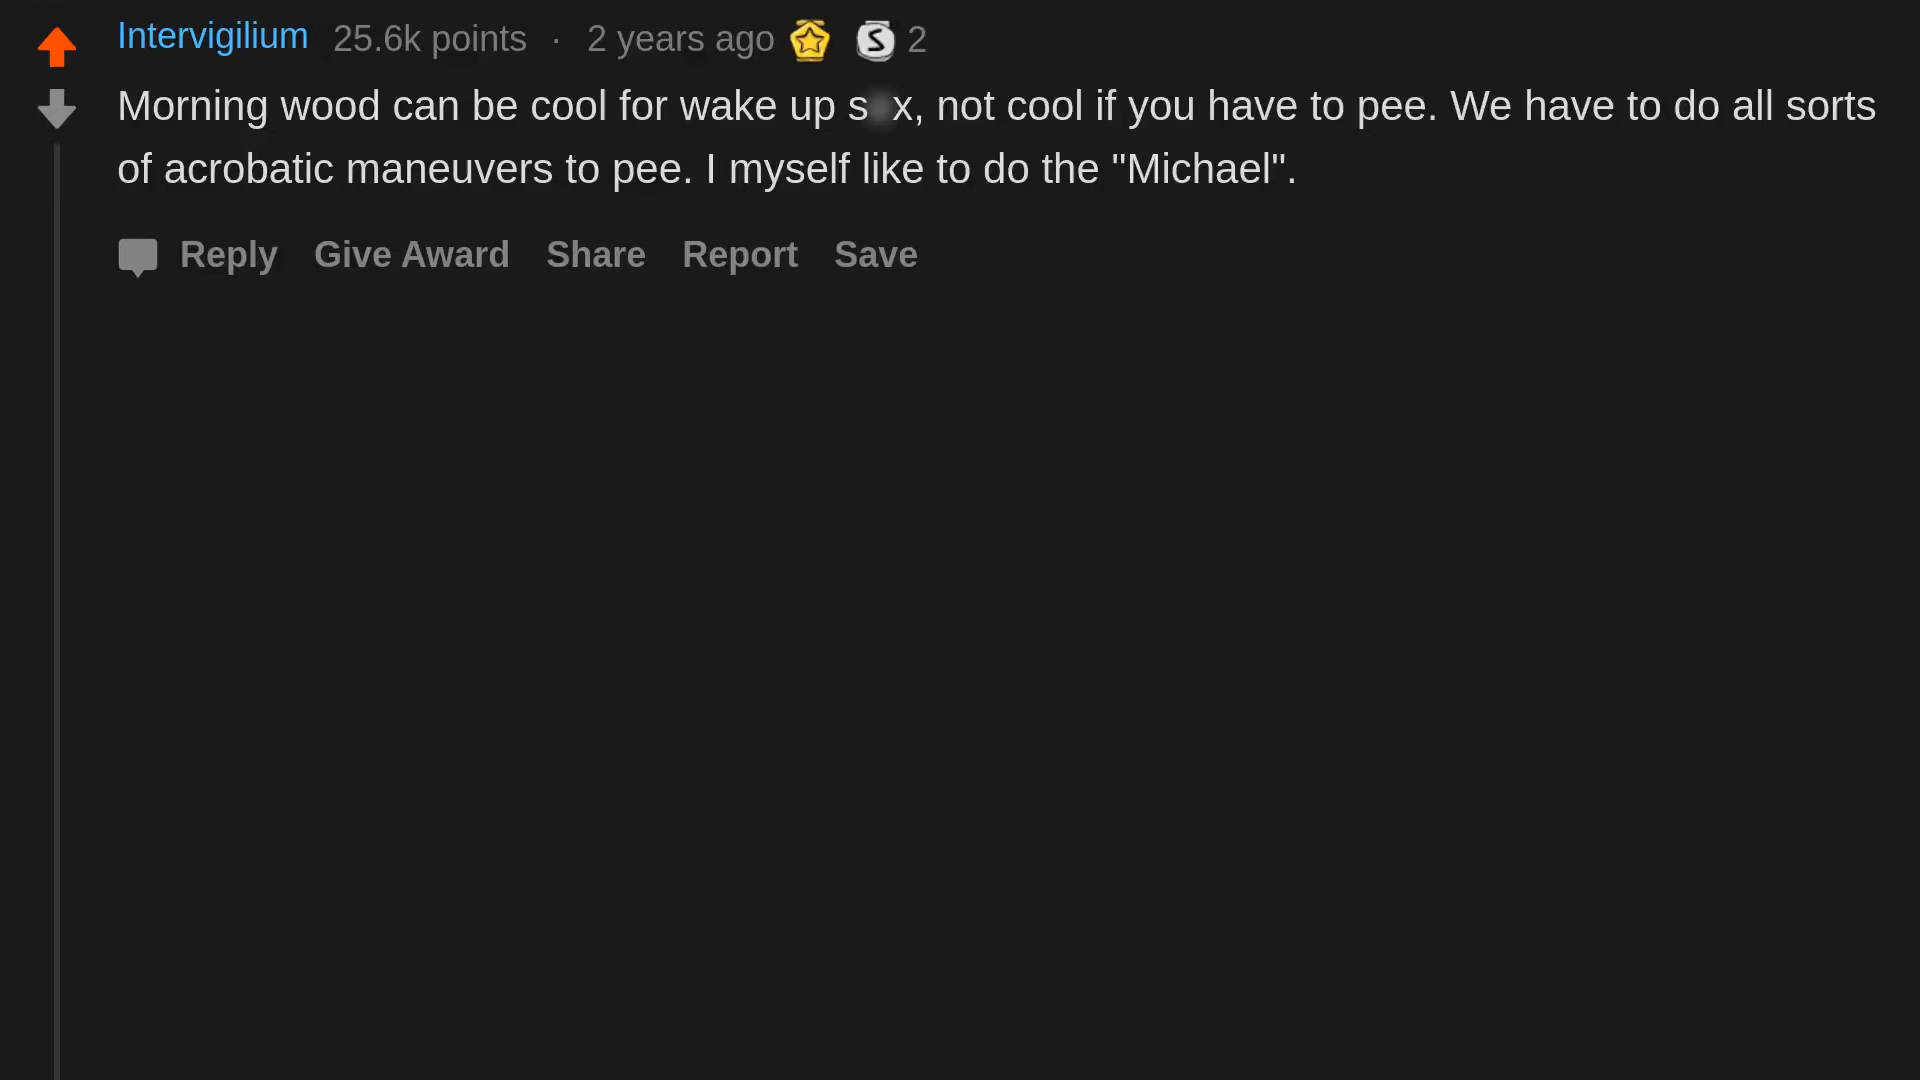 Intervigilium 25.6k points · 2 years ago 2
Morning wood can be cool for wake up s x, not cool if you have to pee. We have to do all sorts
of acrobatic maneuvers to pee. I myself like to do the "Michael".
Reply Give Award Share Report Save